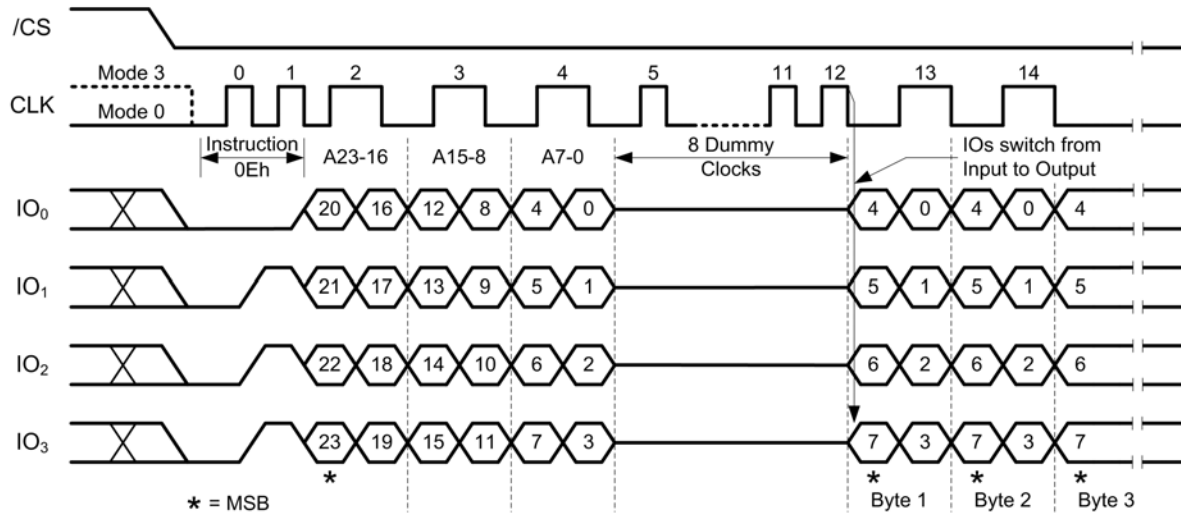 /CS
Mode 3 0 1 2 3 4 5 11 12 13 14
CLK
Mode 0
Instruction
0Eh
A23-16 A15-8 A7-0
8 Dummy
Clocks
IOs switch from
Input to Output
IO₀ 20 16 12 8 4 0 4 0 4 0 4
IO₁ 21 17 13 9 5 1 5 1 5 1 5
IO₂ 22 18 14 10 6 2 6 2 6 2 6
IO₃ 23 19 15 11 7 3 7 3 7 3 7
* * * *
* = MSB
Byte 1 Byte 2 Byte 3